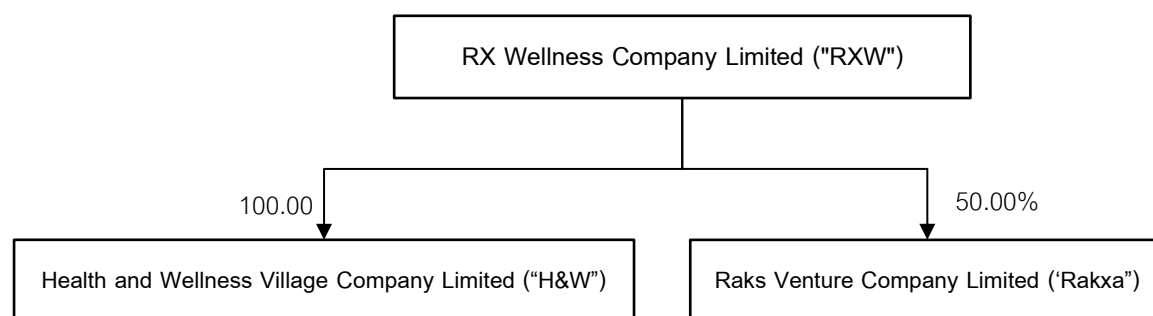 RX Wellness Company Limited ("RXW")
100.00
50.00%
Health and Wellness Village Company Limited (“H&W”)
Raks Venture Company Limited (‘Rakxa”)